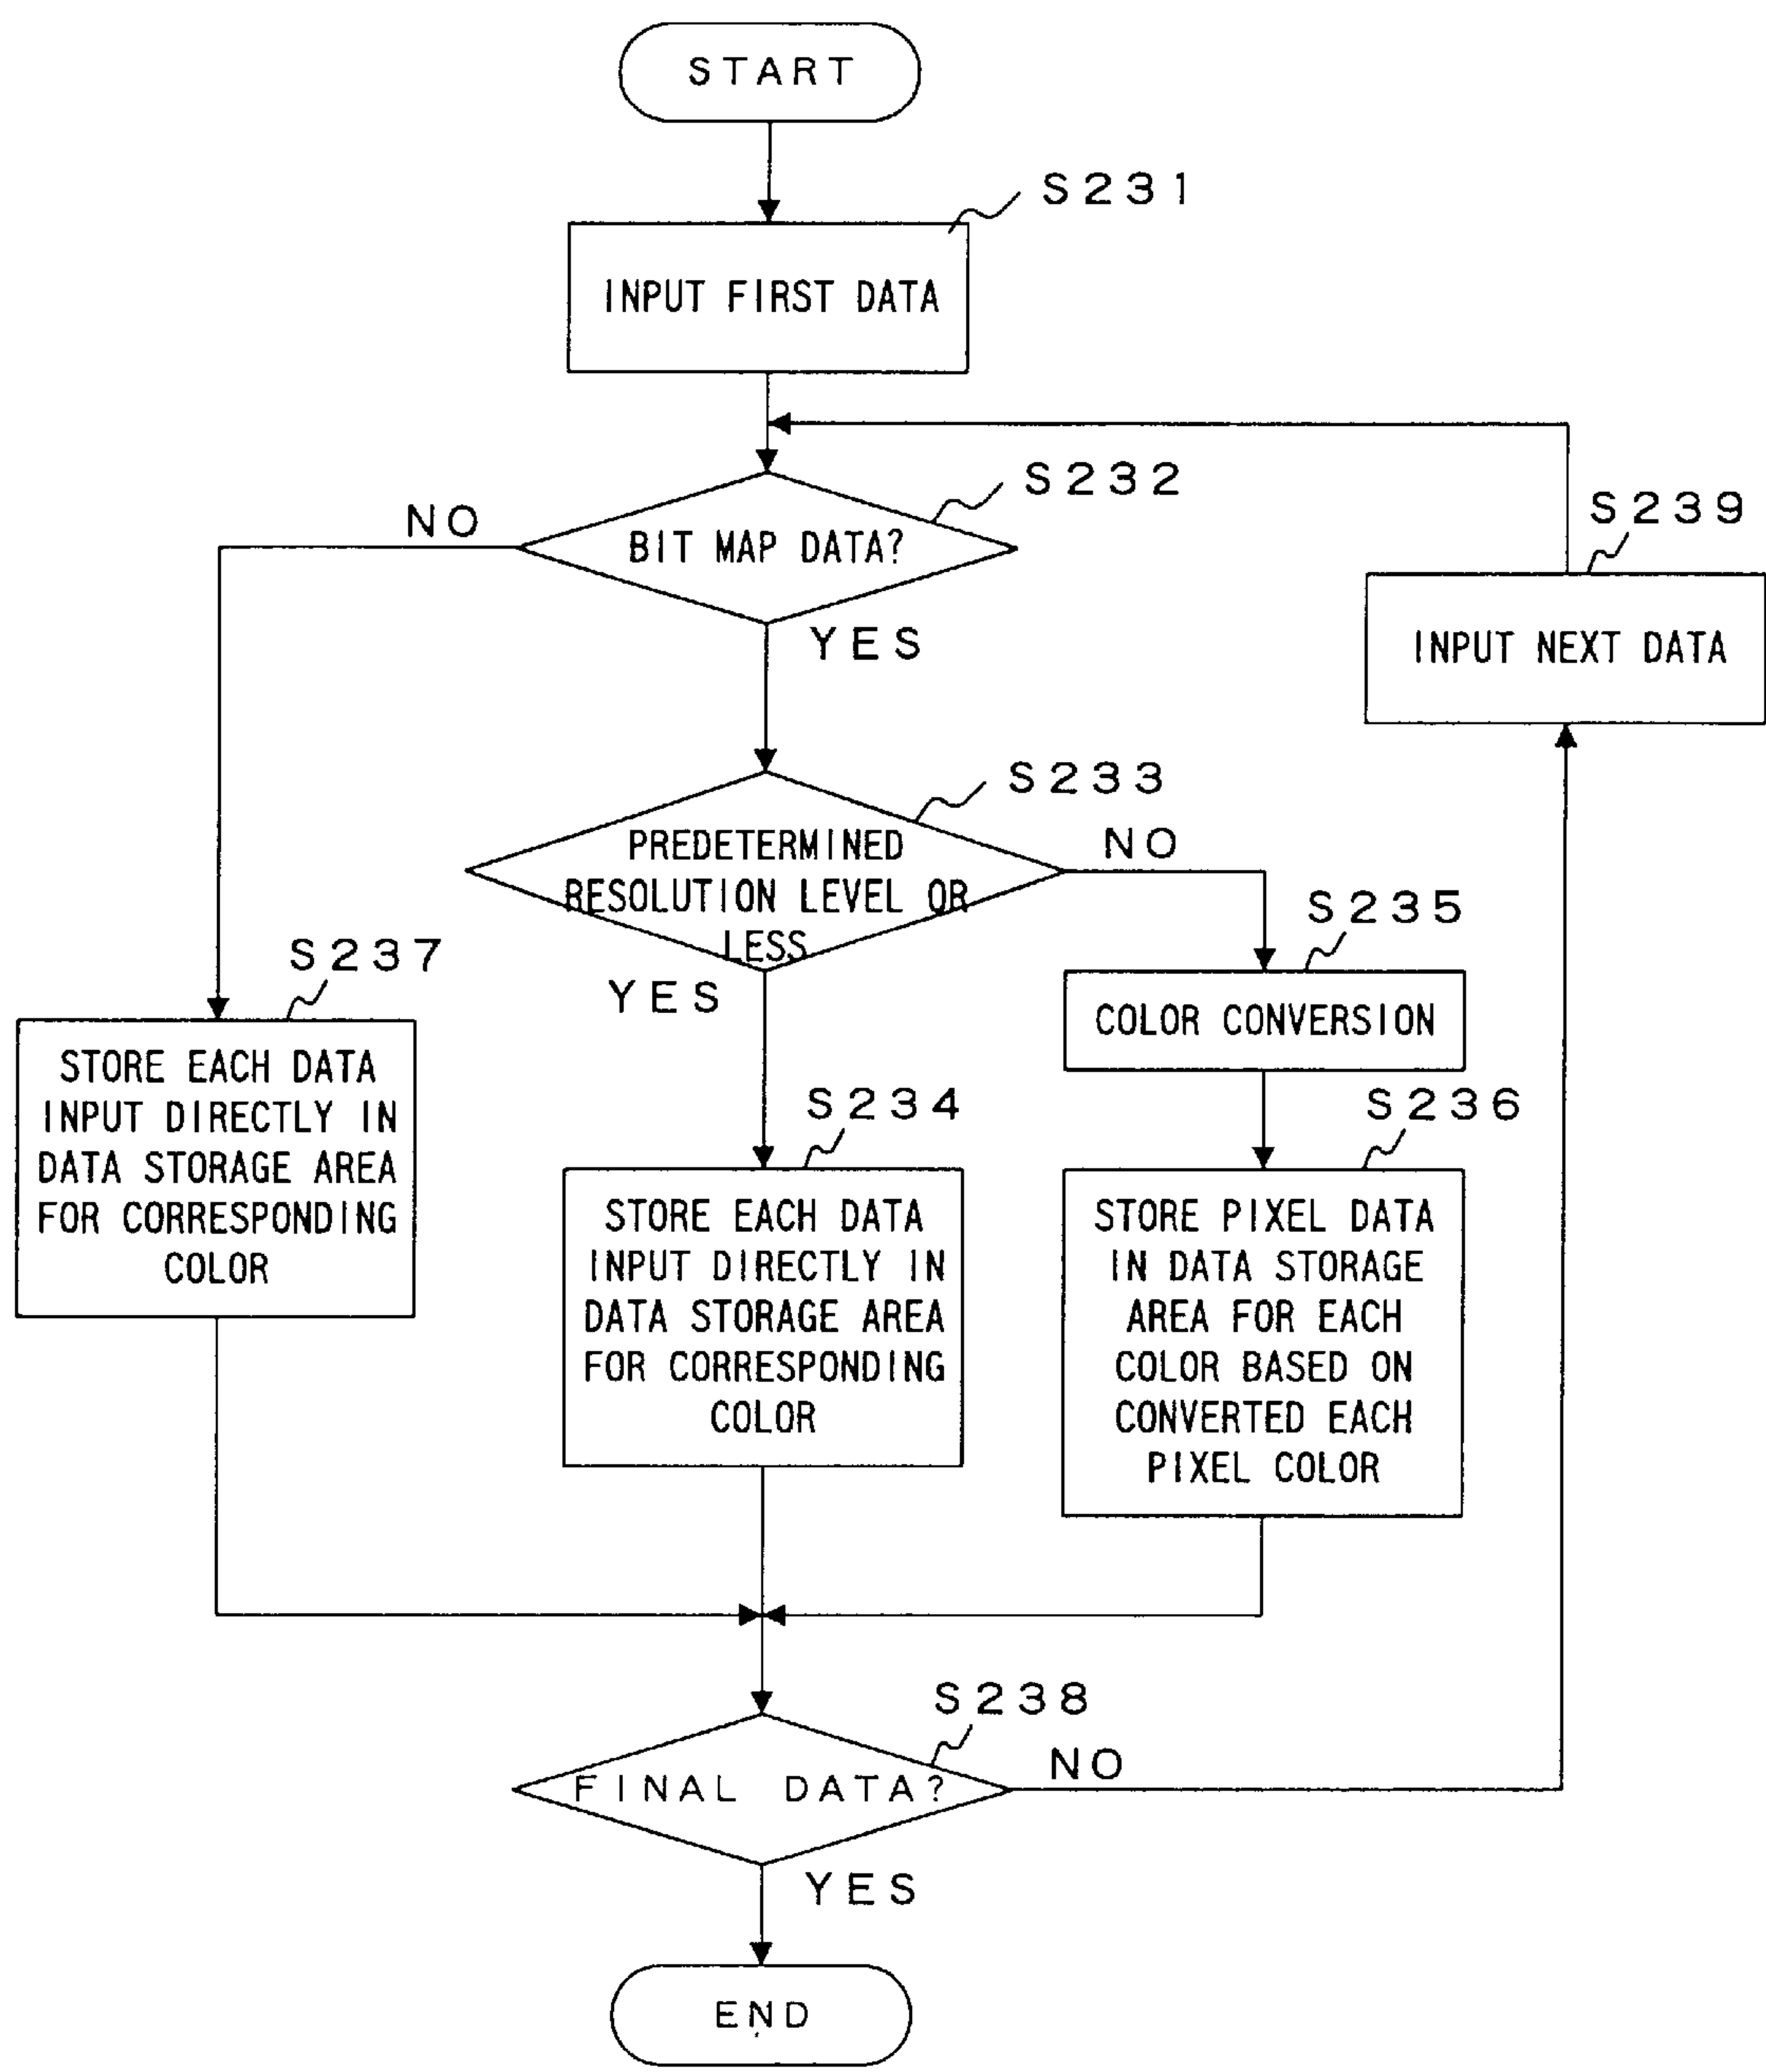 START
S231
INPUT FIRST DATA
S232
NO
BIT MAP DATA?
YES
S239
INPUT NEXT DATA
S233
PREDETERMINED
RESOLUTION LEVEL OR
LESS
NO
YES
S235
COLOR CONVERSION
S237
STORE EACH DATA
INPUT DIRECTLY IN
DATA STORAGE AREA
FOR CORRESPONDING
COLOR
S234
STORE EACH DATA
INPUT DIRECTLY IN
DATA STORAGE AREA
FOR CORRESPONDING
COLOR
S236
STORE PIXEL DATA
IN DATA STORAGE
AREA FOR EACH
COLOR BASED ON
CONVERTED EACH
PIXEL COLOR
S238
FINAL DATA?
NO
YES
END